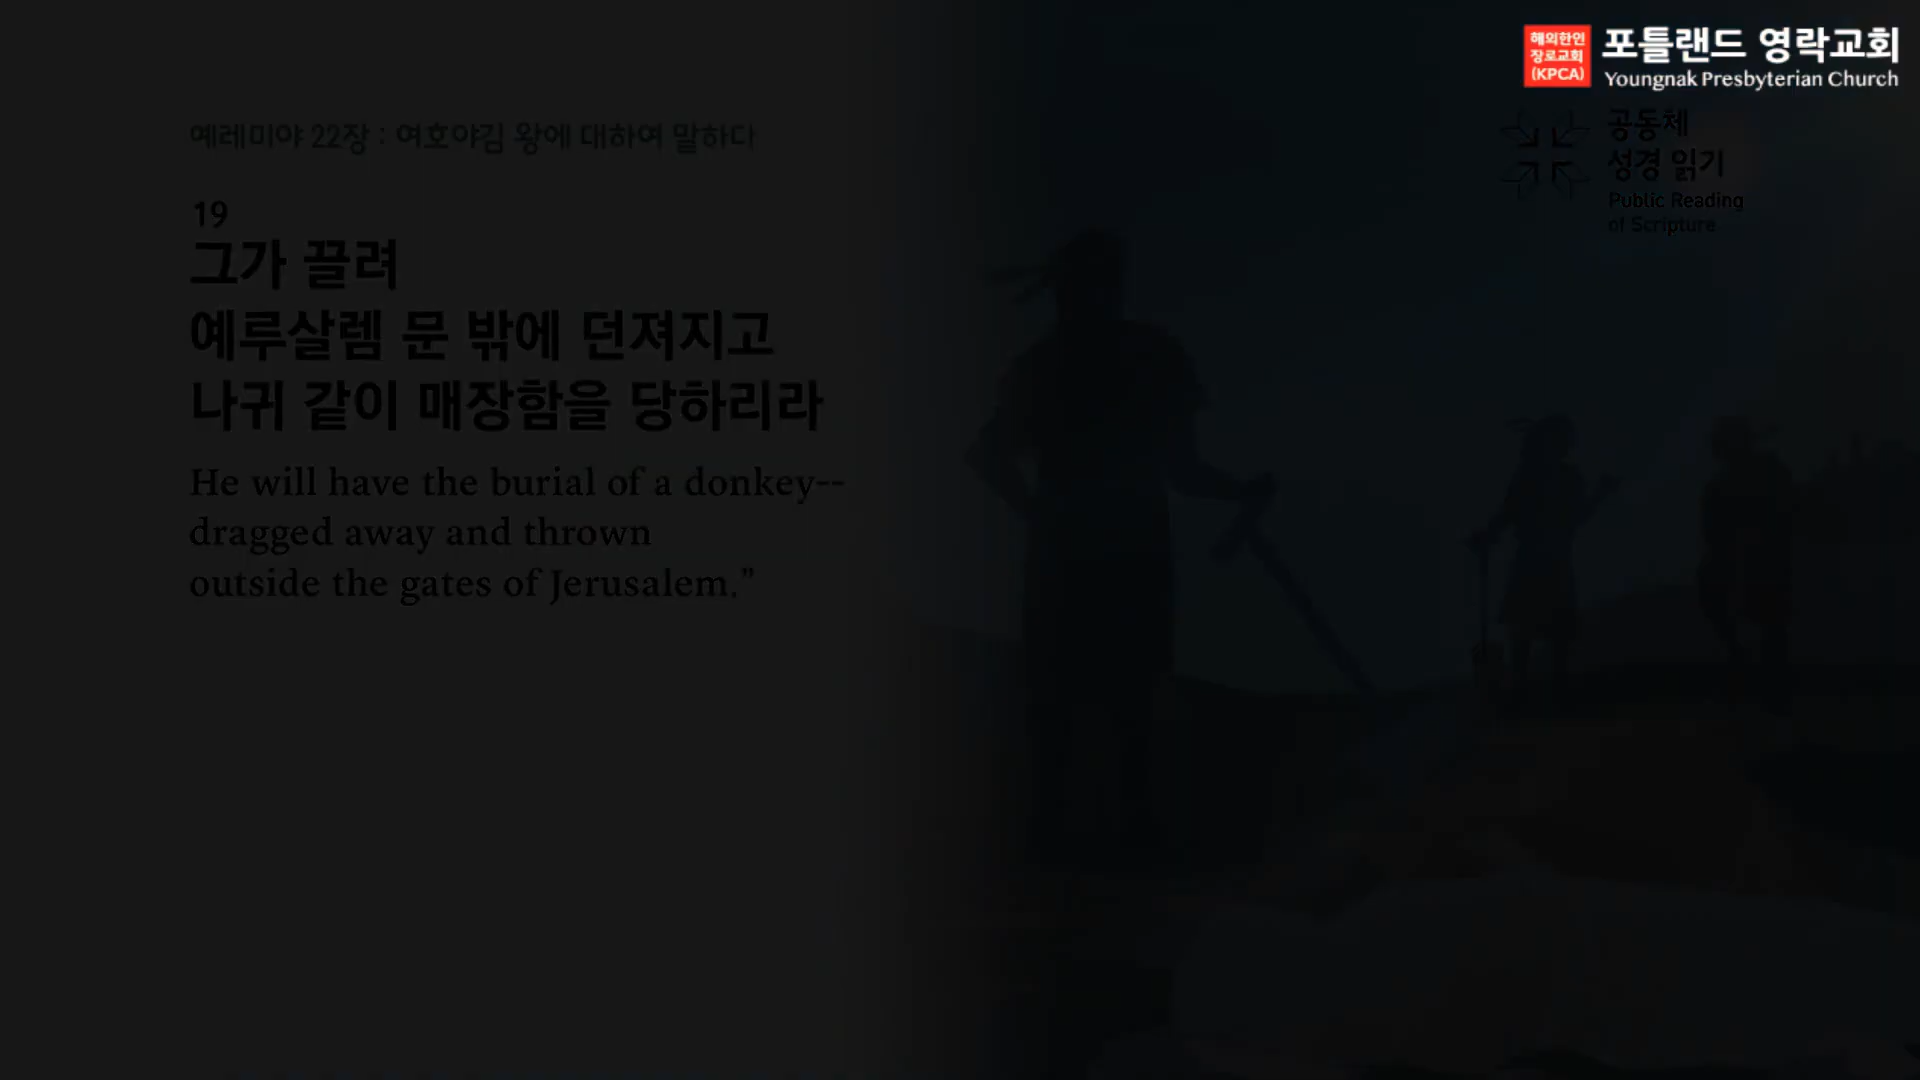 해외한인
장로교회
(KPCA)
포틀랜드 영락교회
Youngnak Presbyterian Church
공동체
성경 읽기
Public Reading
of Scripture
예레미야 22장 : 여호야김 왕에 대하여 말하다
19
그가 끌려
예루살렘 문 밖에 던져지고
나귀 같이 매장함을 당하리라
He will have the burial of a donkey--
dragged away and thrown
outside the gates of Jerusalem.”